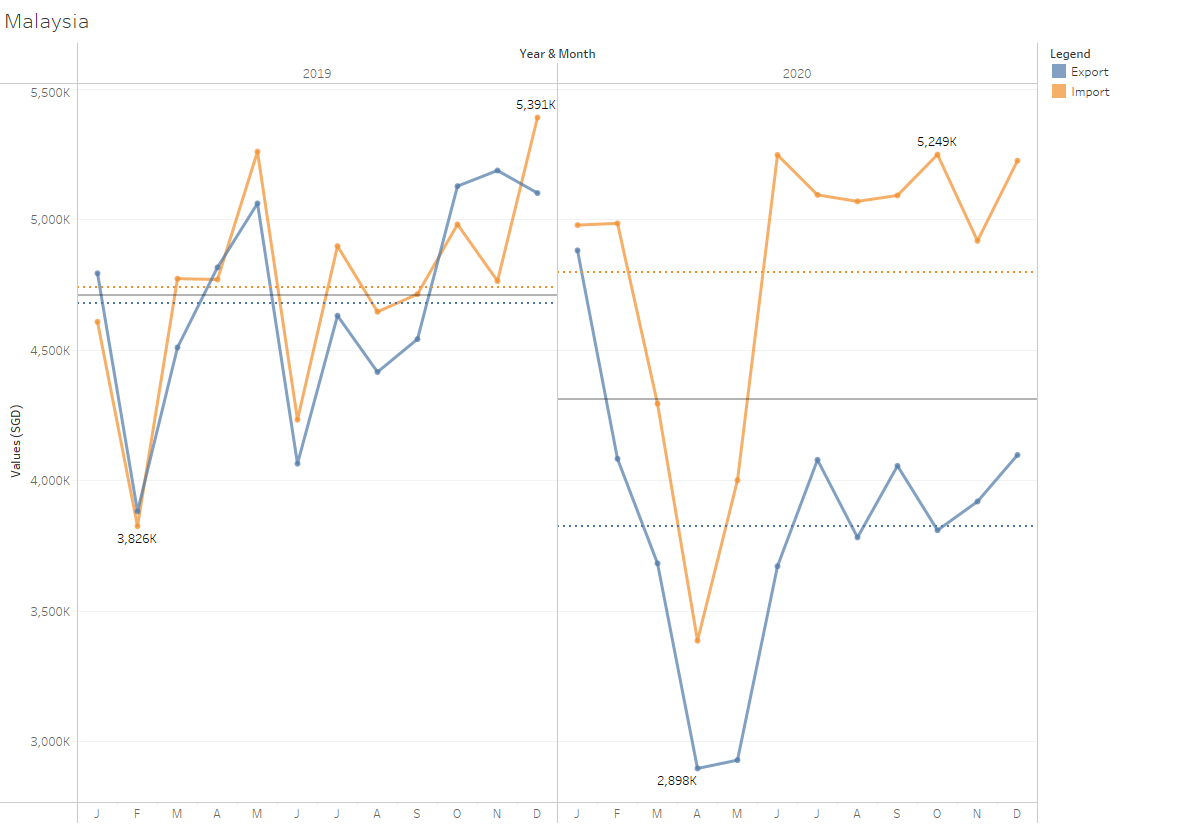 Malaysia
Year & Month
Legend
2019
2020
Export
Import
5,500K
5,000K
4,500K
4,000K
3,500K
3,000K
Values (SGD)
5,391K
3,826K
5,249K
2,898K
J F M A M J J A S O N D J F M A M J J A S O N D